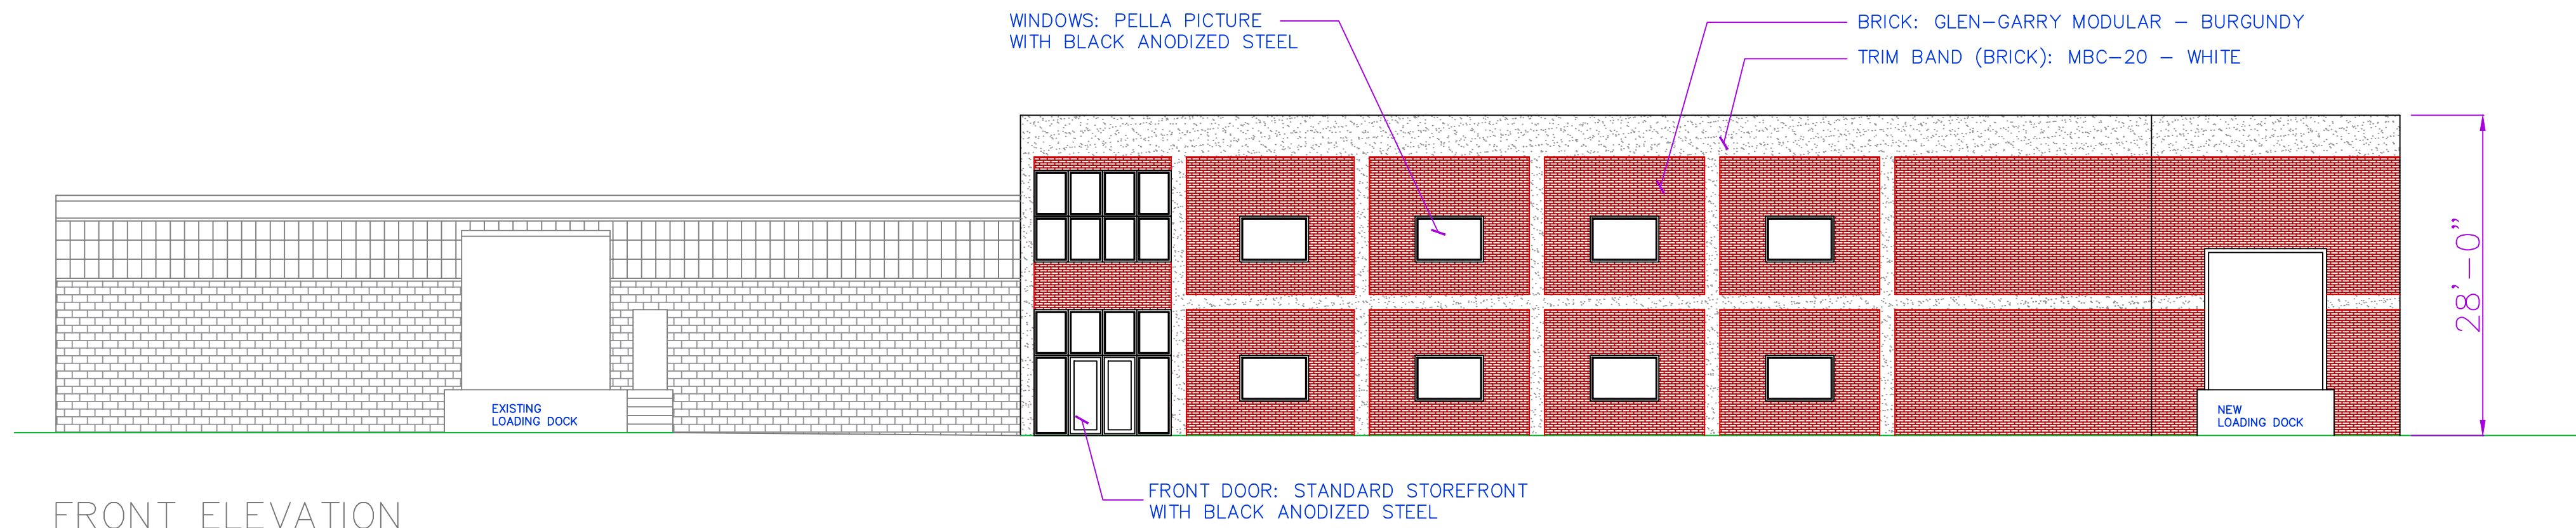 WINDOWS: PELLA PICTURE
WITH BLACK ANODIZED STEEL
BRICK: GLEN-GARRY MODULAR - BURGUNDY
TRIM BAND (BRICK): MBC-20 - WHITE
28'-0"
EXISTING
LOADING DOCK
NEW
LOADING DOCK
FRONT DOOR: STANDARD STOREFRONT
WITH BLACK ANODIZED STEEL
FRONT ELEVATION